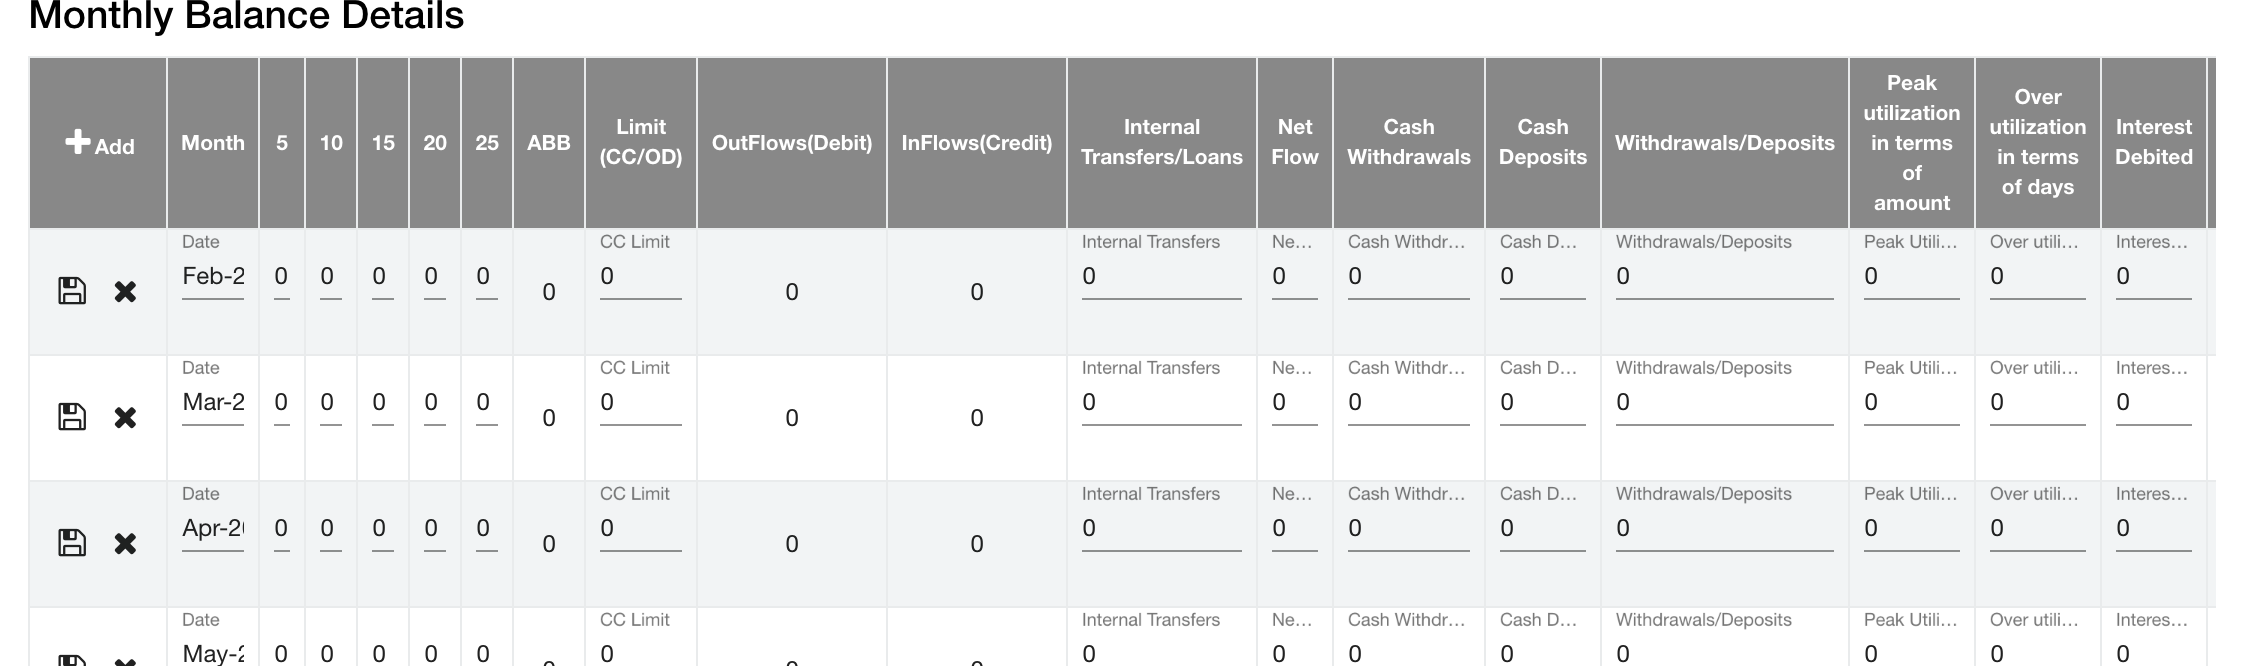 Monthly Balance Details
Add Month 5 10 15 20 25 ABB Limit (CC/OD) OutFlows(Debit) InFlows(Credit) Internal Transfers/Loans Net Flow Cash Withdrawals Cash Deposits Withdrawals/Deposits Peak utilization in terms of amount Over utilization in terms of days Interest Debited
Date CC Limit Internal Transfers Ne... Cash Withdr... Cash D... Withdrawals/Deposits Peak Utili... Over utili... Interes...
Feb-2 0 0 0 0 0 0 0 0 0 0 0 0 0 0 0 0 0
Date CC Limit Internal Transfers Ne... Cash Withdr... Cash D... Withdrawals/Deposits Peak Utili... Over utili... Interes...
Mar-2 0 0 0 0 0 0 0 0 0 0 0 0 0 0 0 0 0
Date CC Limit Internal Transfers Ne... Cash Withdr... Cash D... Withdrawals/Deposits Peak Utili... Over utili... Interes...
Apr-20 0 0 0 0 0 0 0 0 0 0 0 0 0 0 0 0 0
Date CC Limit Internal Transfers Ne... Cash Withdr... Cash D... Withdrawals/Deposits Peak Utili... Over utili... Interes...
May-2 0 0 0 0 0 0 0 0 0 0 0 0 0 0 0 0 0